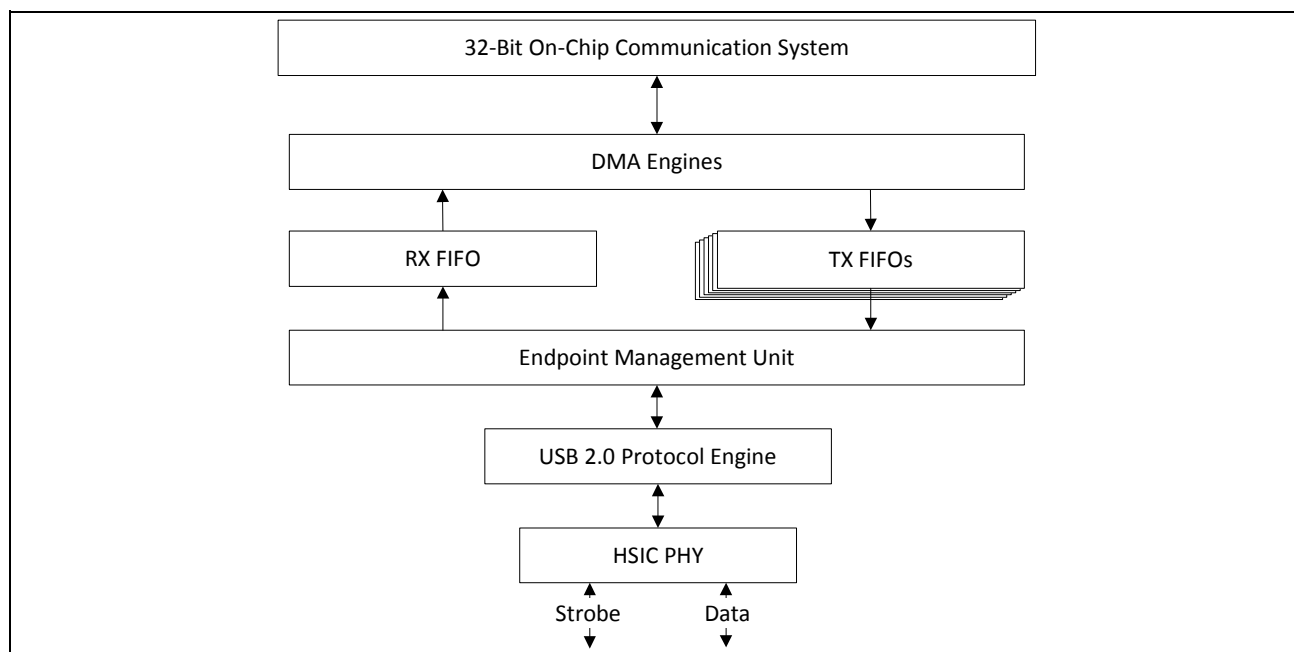 32-Bit On-Chip Communication System
DMA Engines
RX FIFO
TX FIFOs
Endpoint Management Unit
USB 2.0 Protocol Engine
HSIC PHY
Strobe
Data